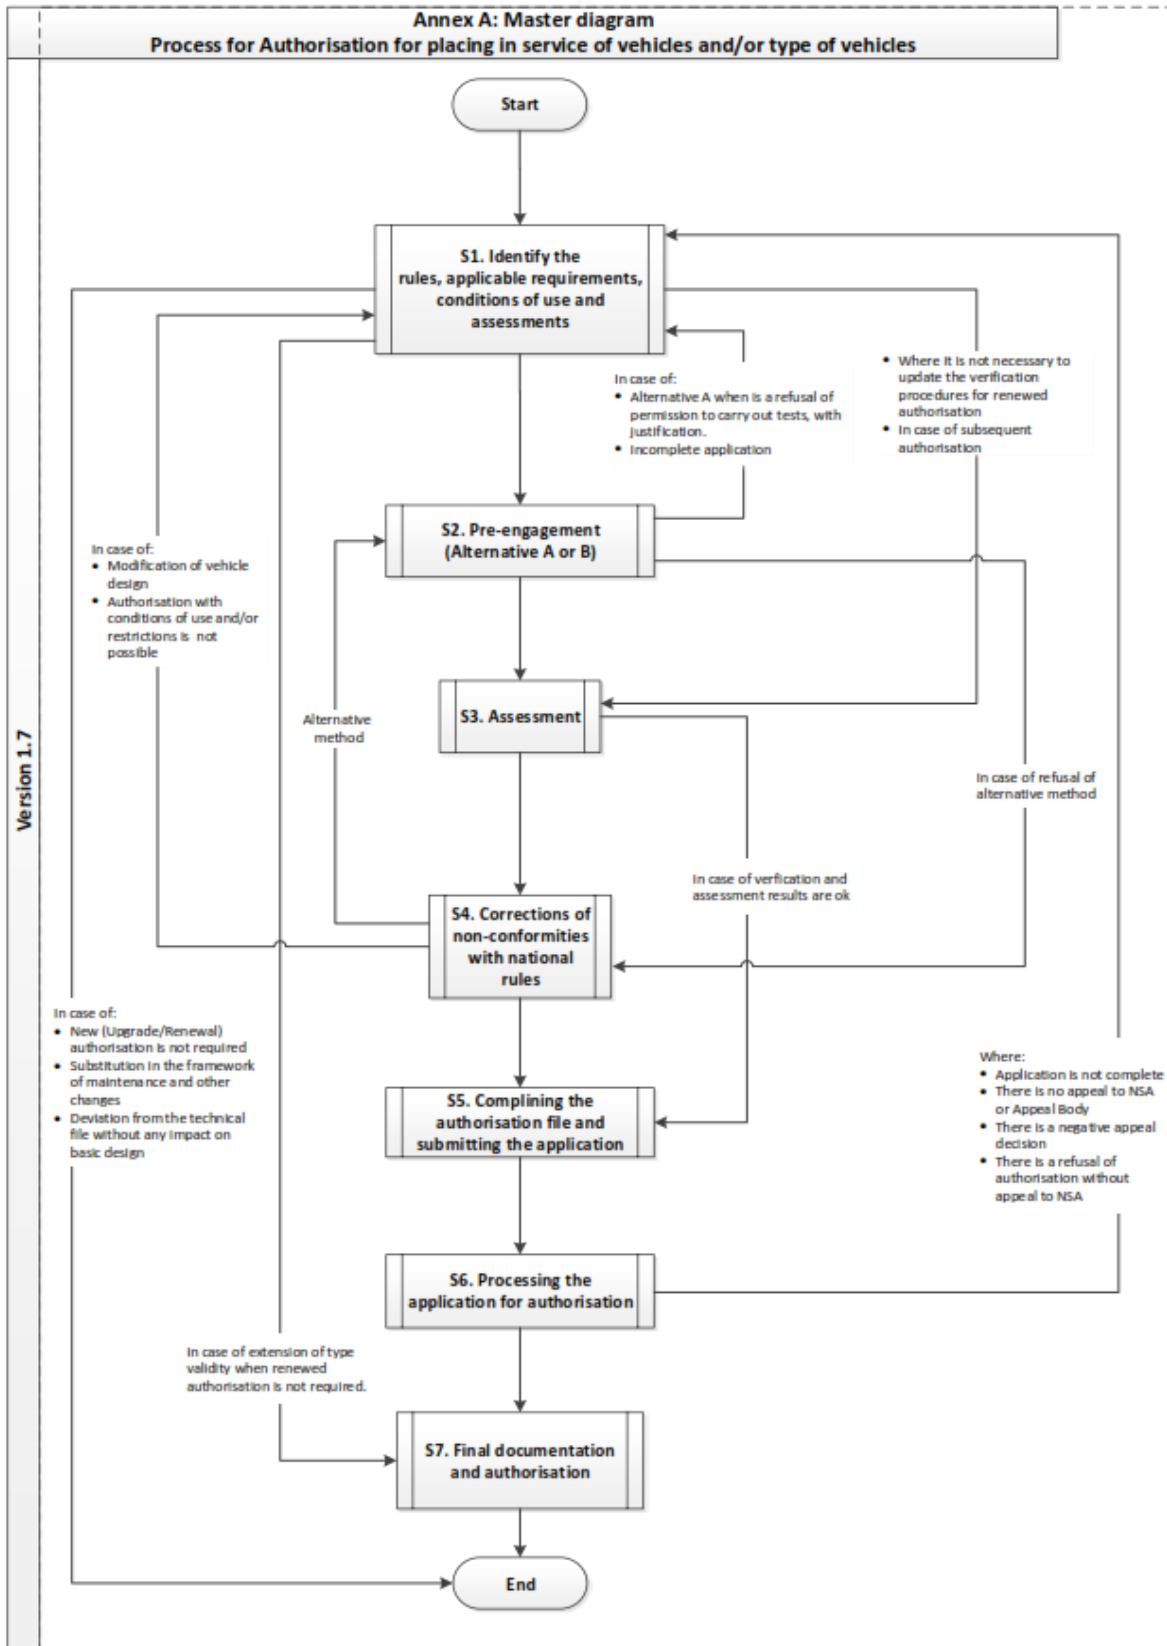 Annex A: Master diagram
Process for Authorisation for placing in service of vehicles and/or type of vehicles
Version 1.7
Start
S1. Identify the
rules, applicable requirements,
conditions of use and
assessments
In case of:
• Alternative A when is a refusal of
permission to carry out tests, with
justification.
• Incomplete application
• Where it is not necessary to
update the verification
procedures for renewed
authorisation
• In case of subsequent
authorisation
S2. Pre-engagement
(Alternative A or B)
In case of:
• Modification of vehicle
design
• Authorisation with
conditions of use and/or
restrictions is not
possible
Alternative
method
S3. Assessment
In case of refusal of
alternative method
In case of verfication and
assessment results are ok
S4. Corrections of
non-conformities
with national
rules
In case of:
• New (Upgrade/Renewal)
authorisation is not required
• Substitution in the framework
of maintenance and other
changes
• Deviation from the technical
file without any impact on
basic design
Where:
• Application is not complete
• There is no appeal to NSA
or Appeal Body
• There is a negative appeal
decision
• There is a refusal of
authorisation without
appeal to NSA
S5. Complining the
authorisation file and
submitting the application
S6. Processing the
application for authorisation
In case of extension of type
validity when renewed
authorisation is not required.
S7. Final documentation
and authorisation
End